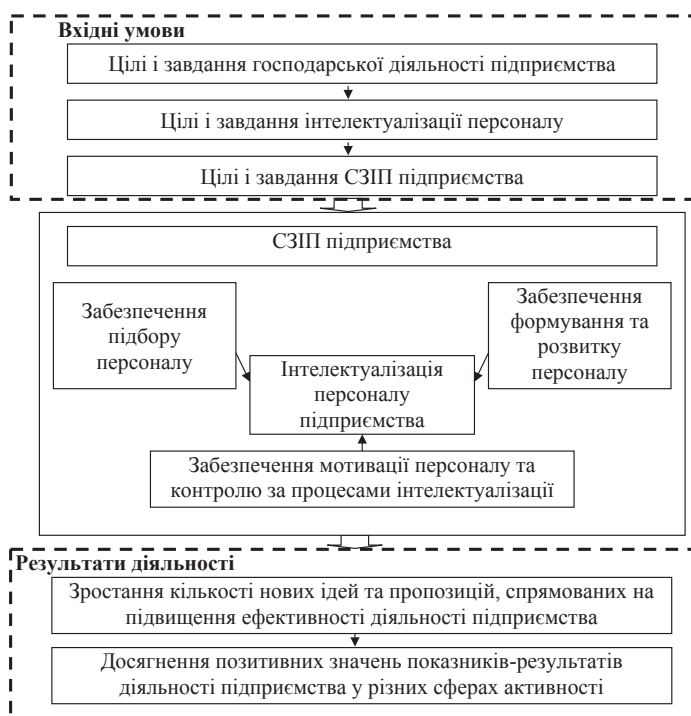 Вхідні умови
Цілі і завдання господарської діяльності підприємства
Цілі і завдання інтелектуалізації персоналу
Цілі і завдання СЗІП підприємства
СЗІП підприємства
Забезпечення
підбору
персоналу
Забезпечення
формування та
розвитку
персоналу
Інтелектуалізація
персоналу
підприємства
Забезпечення мотивації персоналу та
контролю за процесами інтелектуалізації
Результати діяльності
Зростання кількості нових ідей та пропозицій, спрямованих на
підвищення ефективності діяльності підприємства
Досягнення позитивних значень показників-результатів
діяльності підприємства у різних сферах активності